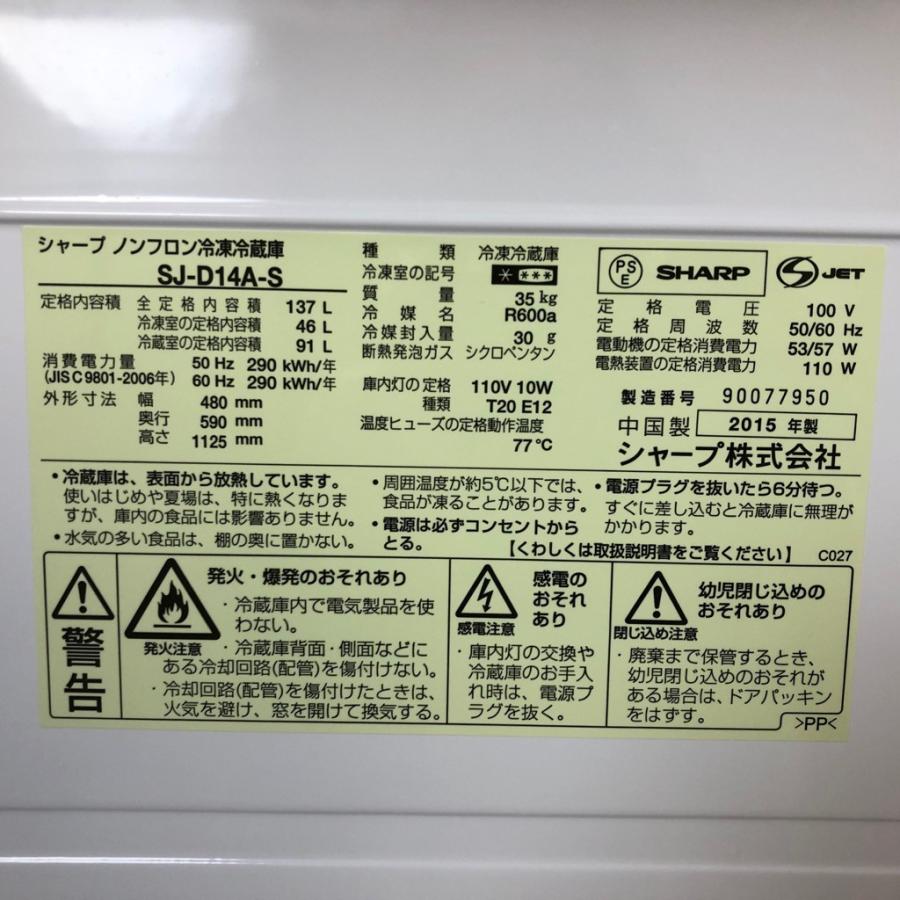 シャープ ノンフロン冷凍冷蔵庫
SJ-D14A-S
定格内容積 全定格内容積 137 L
冷凍室の定格内容積 46 L
冷蔵室の定格内容積 91 L
消費電力量 50 Hz 290 kWh/年
(JIS C 9801-2006年) 60 Hz 290 kWh/年
外形寸法 幅 480 mm
奥行 590 mm
高さ 1125 mm
種類 冷凍冷蔵庫
冷凍室の記号 * ***
質量 35 kg
冷媒名 R600a
冷媒封入量 30 g
断熱発泡ガス シクロペンタン
庫内灯の定格 110V 10W
種類 T20 E12
温度ヒューズの定格動作温度
77℃
PSE SHARP S JET
定格電圧 100 V
定格周波数 50/60 Hz
電動機の定格消費電力 53/57 W
電熱装置の定格消費電力 110 W
製造番号 90077950
中国製 2015 年製
シャープ株式会社
・冷蔵庫は、表面から放熱しています。
使いはじめや夏場は、特に熱くなりま
すが、庫内の食品には影響ありません。
・水気の多い食品は、棚の奥に置かない。
・周囲温度が約5℃以下では、
食品が凍ることがあります。
・電源は必ずコンセントから
とる。
・電源プラグを抜いたら6分待つ。
すぐに差し込むと冷蔵庫に無理が
かかります。
【くわしくは取扱説明書をご覧ください】 C027
警告
発火・爆発のおそれあり
発火注意
・冷蔵庫内で電気製品を使
わない。
・冷蔵庫背面・側面などに
ある冷却回路(配管)を傷付けない。
・冷却回路(配管)を傷付けたときは、
火気を避け、窓を開けて換気する。
感電の
おそれ
あり
感電注意
・庫内灯の交換や
冷蔵庫のお手入
れ時は、電源プ
ラグを抜く。
幼児閉じ込めの
おそれあり
閉じ込め注意
・廃棄まで保管するとき、
幼児閉じ込めのおそれが
ある場合は、ドアパッキン
をはずす。
>PP<